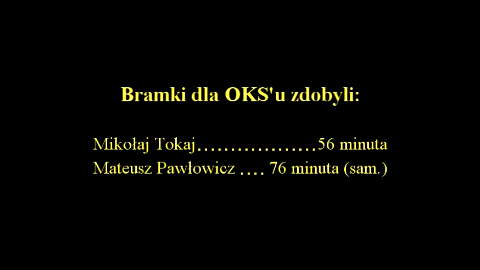 Bramki dla OKS'u zdobyli:
Mikołaj Tokaj..................56 minuta
Mateusz Pawłowicz .... 76 minuta (sam.)